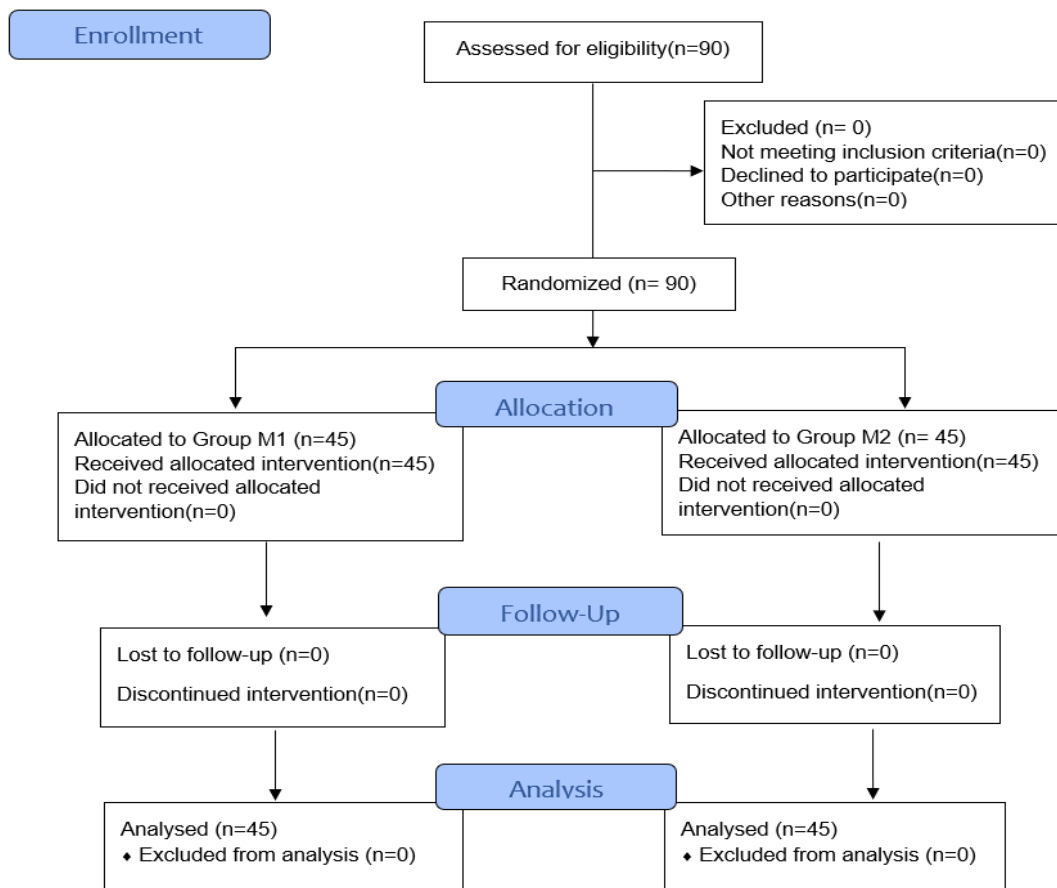 Enrollment
Assessed for eligibility(n=90)
Excluded (n= 0)
Not meeting inclusion criteria(n=0)
Declined to participate(n=0)
Other reasons(n=0)
Randomized (n= 90)
Allocation
Allocated to Group M1 (n=45)
Received allocated intervention(n=45)
Did not received allocated
intervention(n=0)
Allocated to Group M2 (n= 45)
Received allocated intervention(n=45)
Did not received allocated
intervention(n=0)
Follow-Up
Lost to follow-up (n=0)
Discontinued intervention(n=0)
Lost to follow-up (n=0)
Discontinued intervention(n=0)
Analysis
Analysed (n=45)
♦ Excluded from analysis (n=0)
Analysed (n=45)
♦ Excluded from analysis (n=0)